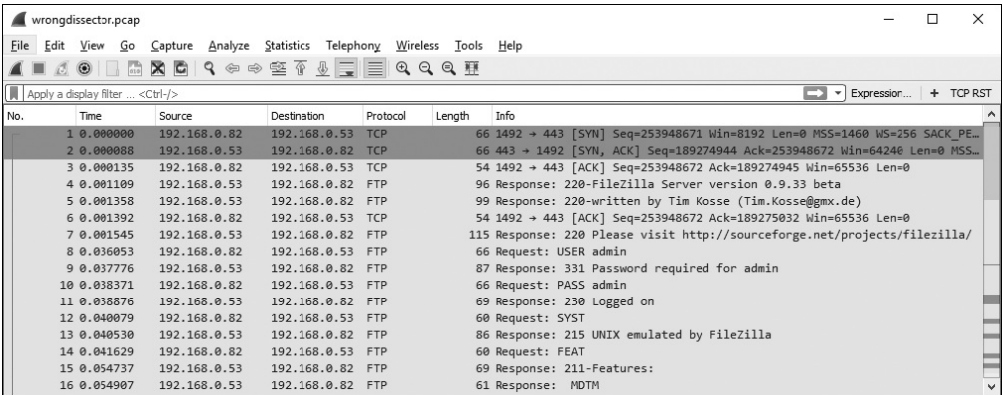 wrongdissector.pcap
File Edit View Go Capture Analyze Statistics Telephony Wireless Tools Help
Apply a display filter ... <Ctrl-/> Expression... + TCP RST
No. Time Source Destination Protocol Length Info
1 0.000000 192.168.0.82 192.168.0.53 TCP 66 1492 → 443 [SYN] Seq=253948671 Win=8192 Len=0 MSS=1460 WS=256 SACK_PE...
2 0.000088 192.168.0.53 192.168.0.82 TCP 66 443 → 1492 [SYN, ACK] Seq=189274944 Ack=253948672 Win=64240 Len=0 MSS...
3 0.000135 192.168.0.82 192.168.0.53 TCP 54 1492 → 443 [ACK] Seq=253948672 Ack=189274945 Win=65536 Len=0
4 0.001109 192.168.0.53 192.168.0.82 FTP 96 Response: 220-FileZilla Server version 0.9.33 beta
5 0.001358 192.168.0.53 192.168.0.82 FTP 99 Response: 220-written by Tim Kosse (Tim.Kosse@gmx.de)
6 0.001392 192.168.0.82 192.168.0.53 TCP 54 1492 → 443 [ACK] Seq=253948672 Ack=189275032 Win=65536 Len=0
7 0.001545 192.168.0.53 192.168.0.82 FTP 115 Response: 220 Please visit http://sourceforge.net/projects/filezilla/
8 0.036053 192.168.0.82 192.168.0.53 FTP 66 Request: USER admin
9 0.037776 192.168.0.53 192.168.0.82 FTP 87 Response: 331 Password required for admin
10 0.038371 192.168.0.82 192.168.0.53 FTP 66 Request: PASS admin
11 0.038876 192.168.0.53 192.168.0.82 FTP 69 Response: 230 Logged on
12 0.040079 192.168.0.82 192.168.0.53 FTP 60 Request: SYST
13 0.040530 192.168.0.53 192.168.0.82 FTP 86 Response: 215 UNIX emulated by FileZilla
14 0.041629 192.168.0.82 192.168.0.53 FTP 60 Request: FEAT
15 0.054737 192.168.0.53 192.168.0.82 FTP 69 Response: 211-Features:
16 0.054907 192.168.0.53 192.168.0.82 FTP 61 Response: MDTM